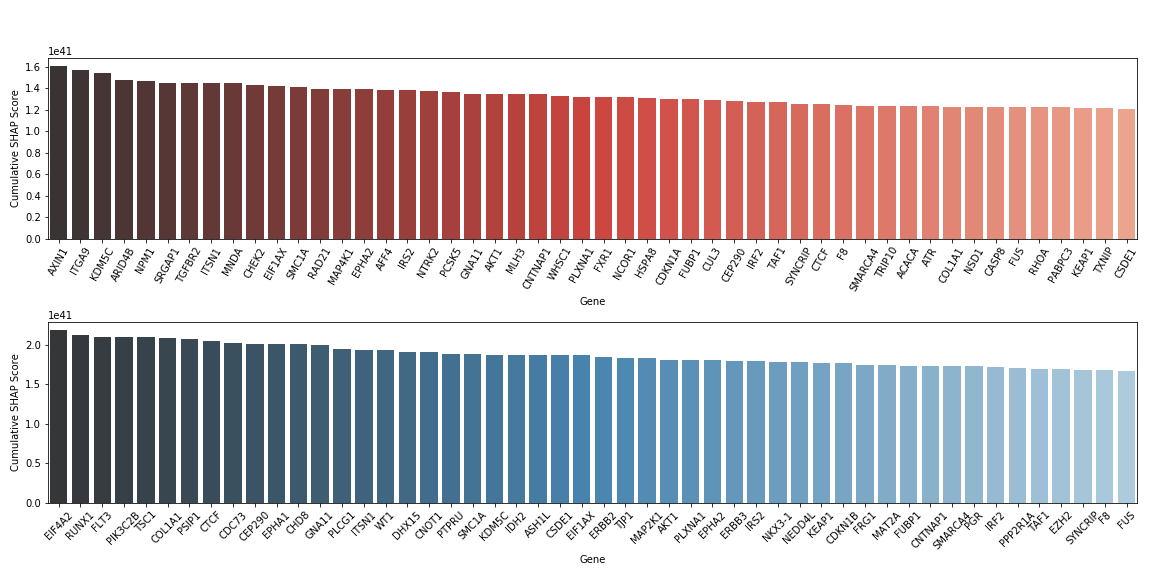 1e41
1.6
1.4
1.2
1.0
0.8
0.6
0.4
0.2
0.0
Cumulative SHAP Score
AXIN1 ITGA9 KDM5C ARID4B NPM1 SRGAP1 TGFBR2 ITSN1 MNDA CHEK2 EIF1AX SMC1A RAD21 MAP4K1 EPHA2 AFF4 IRS2 NTRK2 PCSK5 GNA11 AKT1 MLH3 CNTNAP1 WHSC1 PLXNA1 FXR1 NCOR1 HSPA8 CDKN1A FUBP1 CUL3 CEP290 IRF2 TAF1 SYNCRIP CTCF F8 SMARCA4 TRIP10 ACACA ATR COL1A1 NSD1 CASP8 FUS RHOA PABPC3 KEAP1 TXNIP CSDE1
Gene
1e41
2.0
1.5
1.0
0.5
0.0
Cumulative SHAP Score
EIF4A2 RUNX1 FLT3 PIK3C2B TSC1 COL1A1 PSIP1 CTCF CDC73 CEP290 EPHA1 CHD8 GNA11 PLCG1 ITSN1 WT1 DHX15 CNOT1 PTPRU SMC1A KDM5C IDH2 ASH1L CSDE1 EIF1AX ERBB2 TJP1 MAP2K1 AKT1 PLXNA1 EPHA2 ERBB3 IRS2 NKX3-1 NEDD4L KEAP1 CDKN1B FRG1 MAT2A FUBP1 CNTNAP1 SMARCA4 PGR IRF2 PPP2R1A TAF1 EZH2 SYNCRIP F8 FUS
Gene